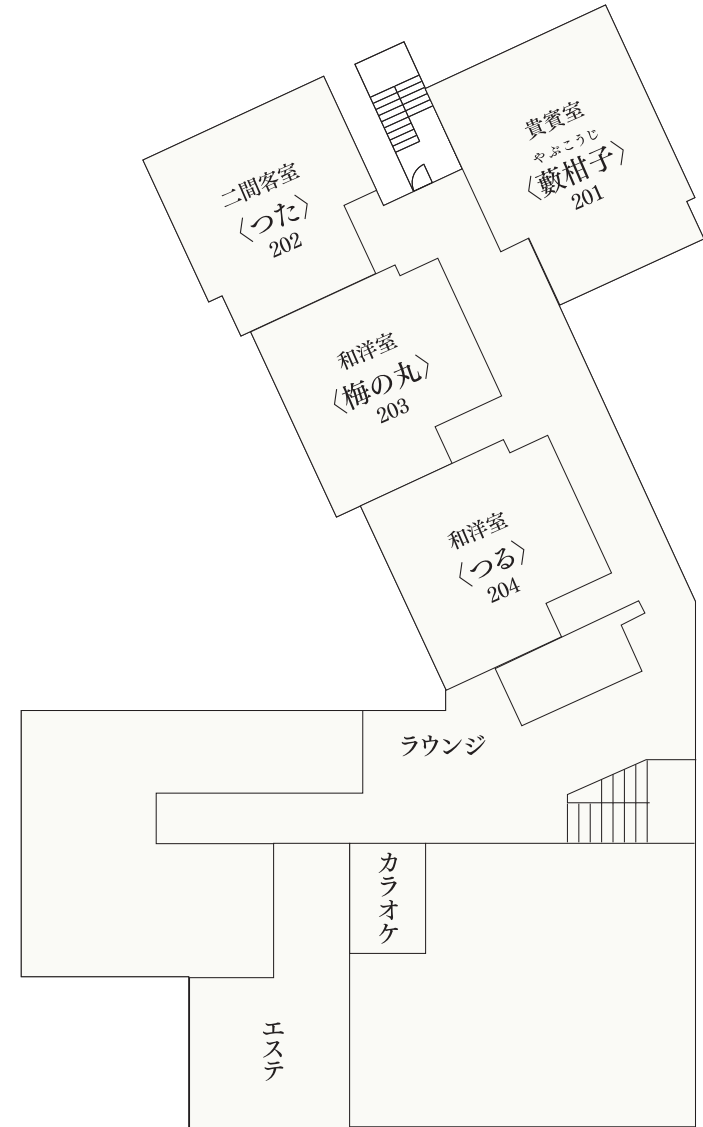 貴賓室
やぶこうじ
〈藪柑子〉
201
二間客室
〈つた〉
202
和洋室
〈梅の丸〉
203
和洋室
〈つる〉
204
ラウンジ
カラオケ
エステ